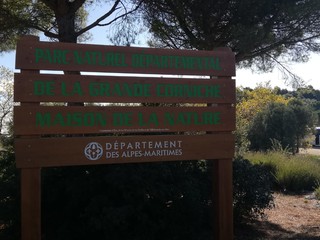 PARC NATUREL DEPARTEMENTAL
DE LA GRANDE CORNICHE
MAISON DE LA NATURE
DÉPARTEMENT
DES ALPES-MARITIMES